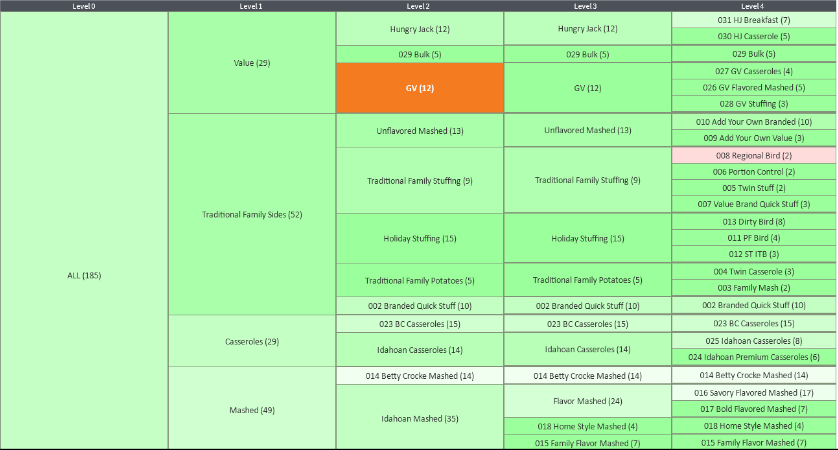 Level 0 Level 1 Level 2 Level 3 Level 4
ALL (185)
Value (29)
Traditional Family Sides (52)
Casseroles (29)
Mashed (49)
Hungry Jack (12)
029 Bulk (5)
GV (12)
Unflavored Mashed (13)
Traditional Family Stuffing (9)
Holiday Stuffing (15)
Traditional Family Potatoes (5)
002 Branded Quick Stuff (10)
023 BC Casseroles (15)
Idahoan Casseroles (14)
014 Betty Crocke Mashed (14)
Idahoan Mashed (35)
Hungry Jack (12)
029 Bulk (5)
GV (12)
Unflavored Mashed (13)
Traditional Family Stuffing (9)
Holiday Stuffing (15)
Traditional Family Potatoes (5)
002 Branded Quick Stuff (10)
023 BC Casseroles (15)
Idahoan Casseroles (14)
014 Betty Crocke Mashed (14)
Flavor Mashed (24)
018 Home Style Mashed (4)
015 Family Flavor Mashed (7)
031 HJ Breakfast (7)
030 HJ Casserole (5)
029 Bulk (5)
027 GV Casseroles (4)
026 GV Flavored Mashed (5)
028 GV Stuffing (3)
010 Add Your Own Branded (10)
009 Add Your Own Value (3)
008 Regional Bird (2)
006 Portion Control (2)
005 Twin Stuff (2)
007 Value Brand Quick Stuff (3)
013 Dirty Bird (8)
011 PF Bird (4)
012 ST ITB (3)
004 Twin Casserole (3)
003 Family Mash (2)
002 Branded Quick Stuff (10)
023 BC Casseroles (15)
025 Idahoan Casseroles (8)
024 Idahoan Premium Casseroles (6)
014 Betty Crocke Mashed (14)
016 Savory Flavored Mashed (17)
017 Bold Flavored Mashed (7)
018 Home Style Mashed (4)
015 Family Flavor Mashed (7)